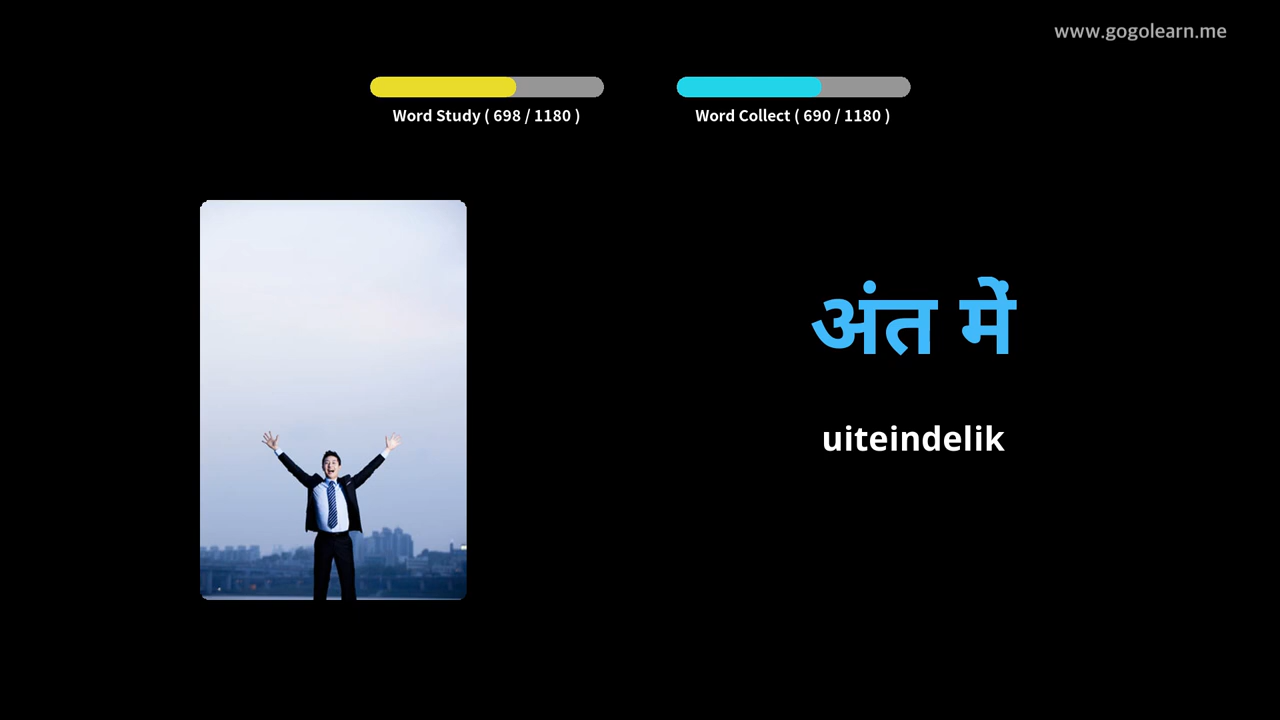 www.gogolearn.me
Word Study ( 698 / 1180 )
Word Collect ( 690 / 1180 )
अंत में
uiteindelik